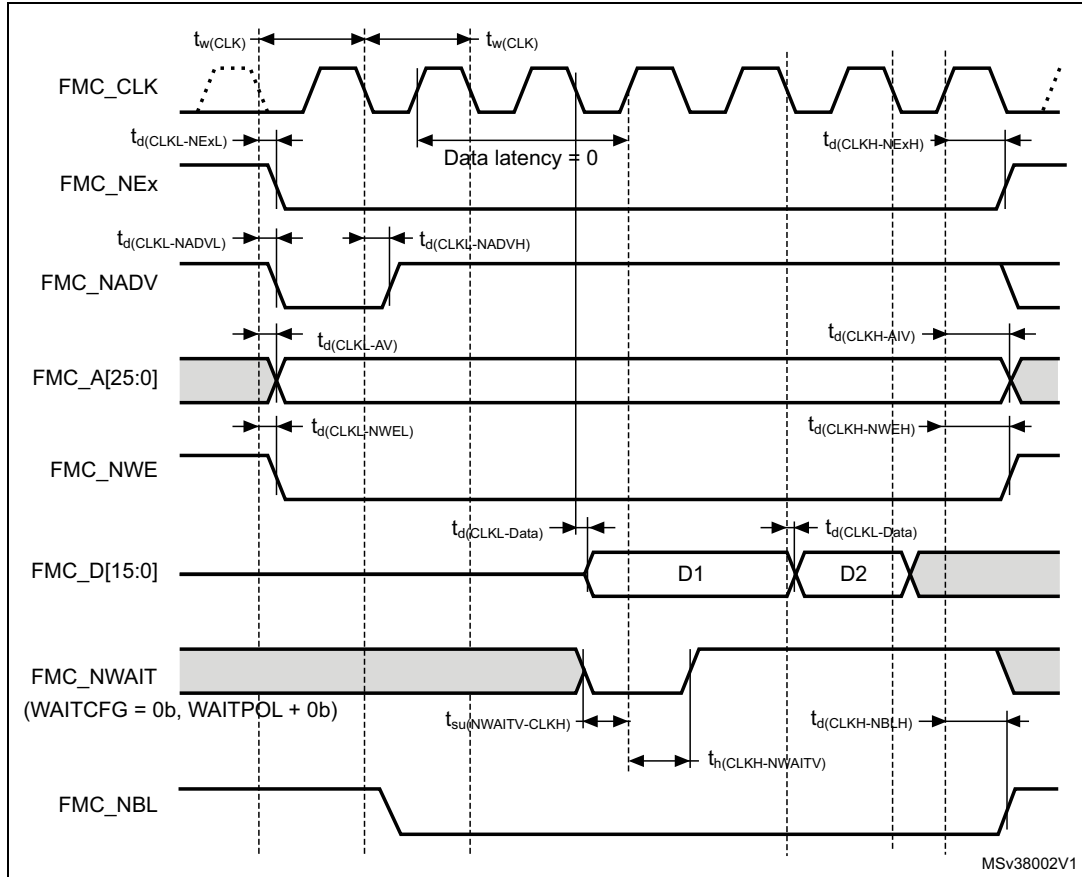 tw(CLK) tw(CLK)
FMC_CLK
td(CLKL-NExL) Data latency = 0 td(CLKH-NExH)
FMC_NEx
td(CLKL-NADVL) td(CLKL-NADVH)
FMC_NADV
td(CLKL-AV) td(CLKH-AIV)
FMC_A[25:0]
td(CLKL-NWEL) td(CLKH-NWEH)
FMC_NWE
td(CLKL-Data) td(CLKL-Data)
FMC_D[15:0] D1 D2
FMC_NWAIT
(WAITCFG = 0b, WAITPOL + 0b)
tsu(NWAITV-CLKH) td(CLKH-NBLH)
th(CLKH-NWAITV)
FMC_NBL
MSv38002V1